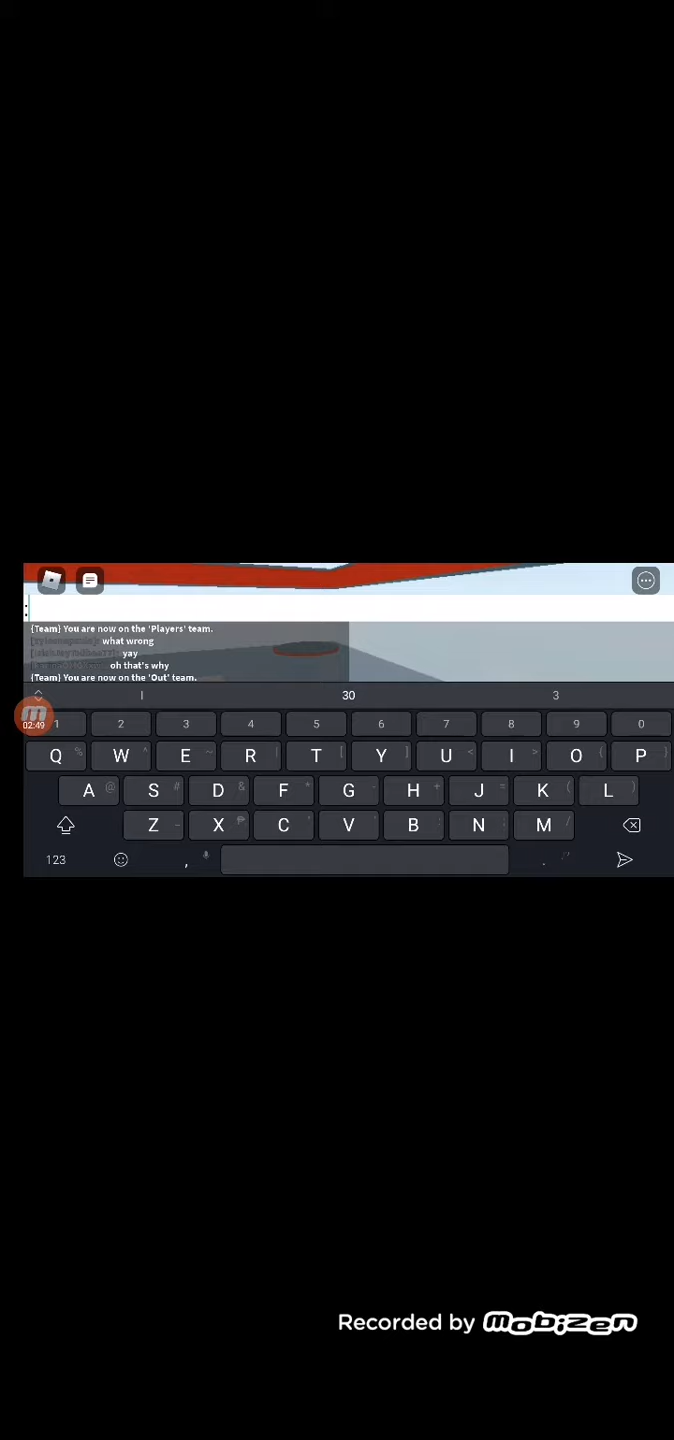 :
{Team} You are now on the 'Players' team.
what wrong
yay
oh that's why
{Team} You are now on the 'Out' team.
I 30 3
02:49
1 2 3 4 5 6 7 8 9 0
Q % W ^ E ~ R | T [ Y ] U < I > O { P }
A @ S # D & F * G - H + J = K ( L )
Z X C V B N M /
123 , .
Recorded by mobizen